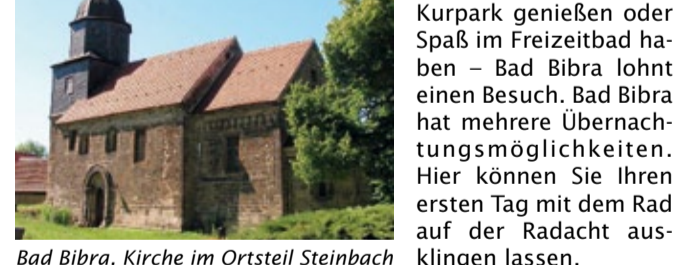 Kurpark genießen oder
Spaß im Freizeitbad ha-
ben – Bad Bibra lohnt
einen Besuch. Bad Bibra
hat mehrere Übernach-
tungsmöglichkeiten.
Hier können Sie Ihren
ersten Tag mit dem Rad
auf der Radacht aus-
klingen lassen.
Bad Bibra, Kirche im Ortsteil Steinbach